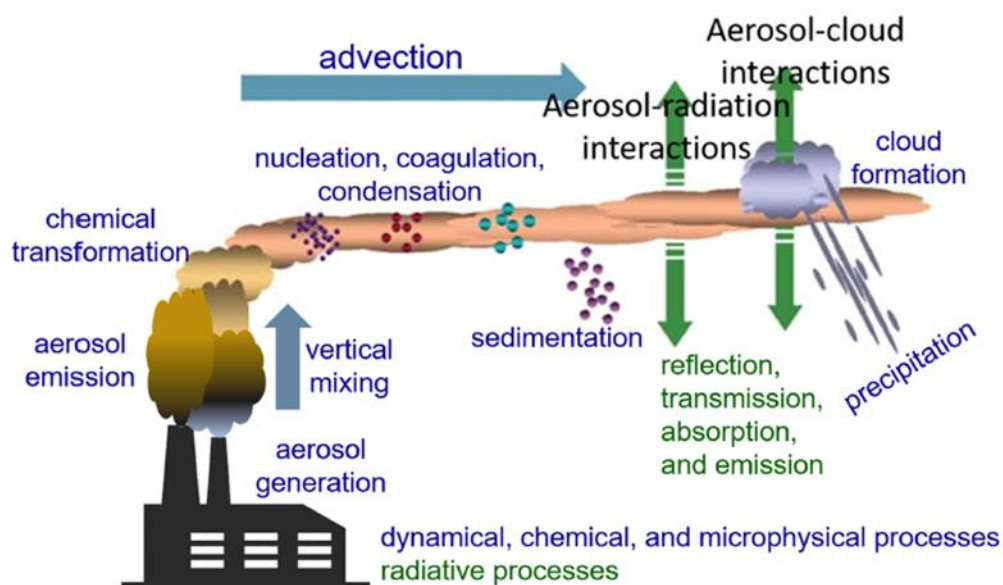 advection
Aerosol-cloud
interactions
Aerosol-radiation
interactions
cloud
formation
nucleation, coagulation,
condensation
chemical
transformation
aerosol
emission
vertical
mixing
sedimentation
reflection,
transmission,
absorption,
and emission
precipitation
aerosol
generation
dynamical, chemical, and microphysical processes
radiative processes